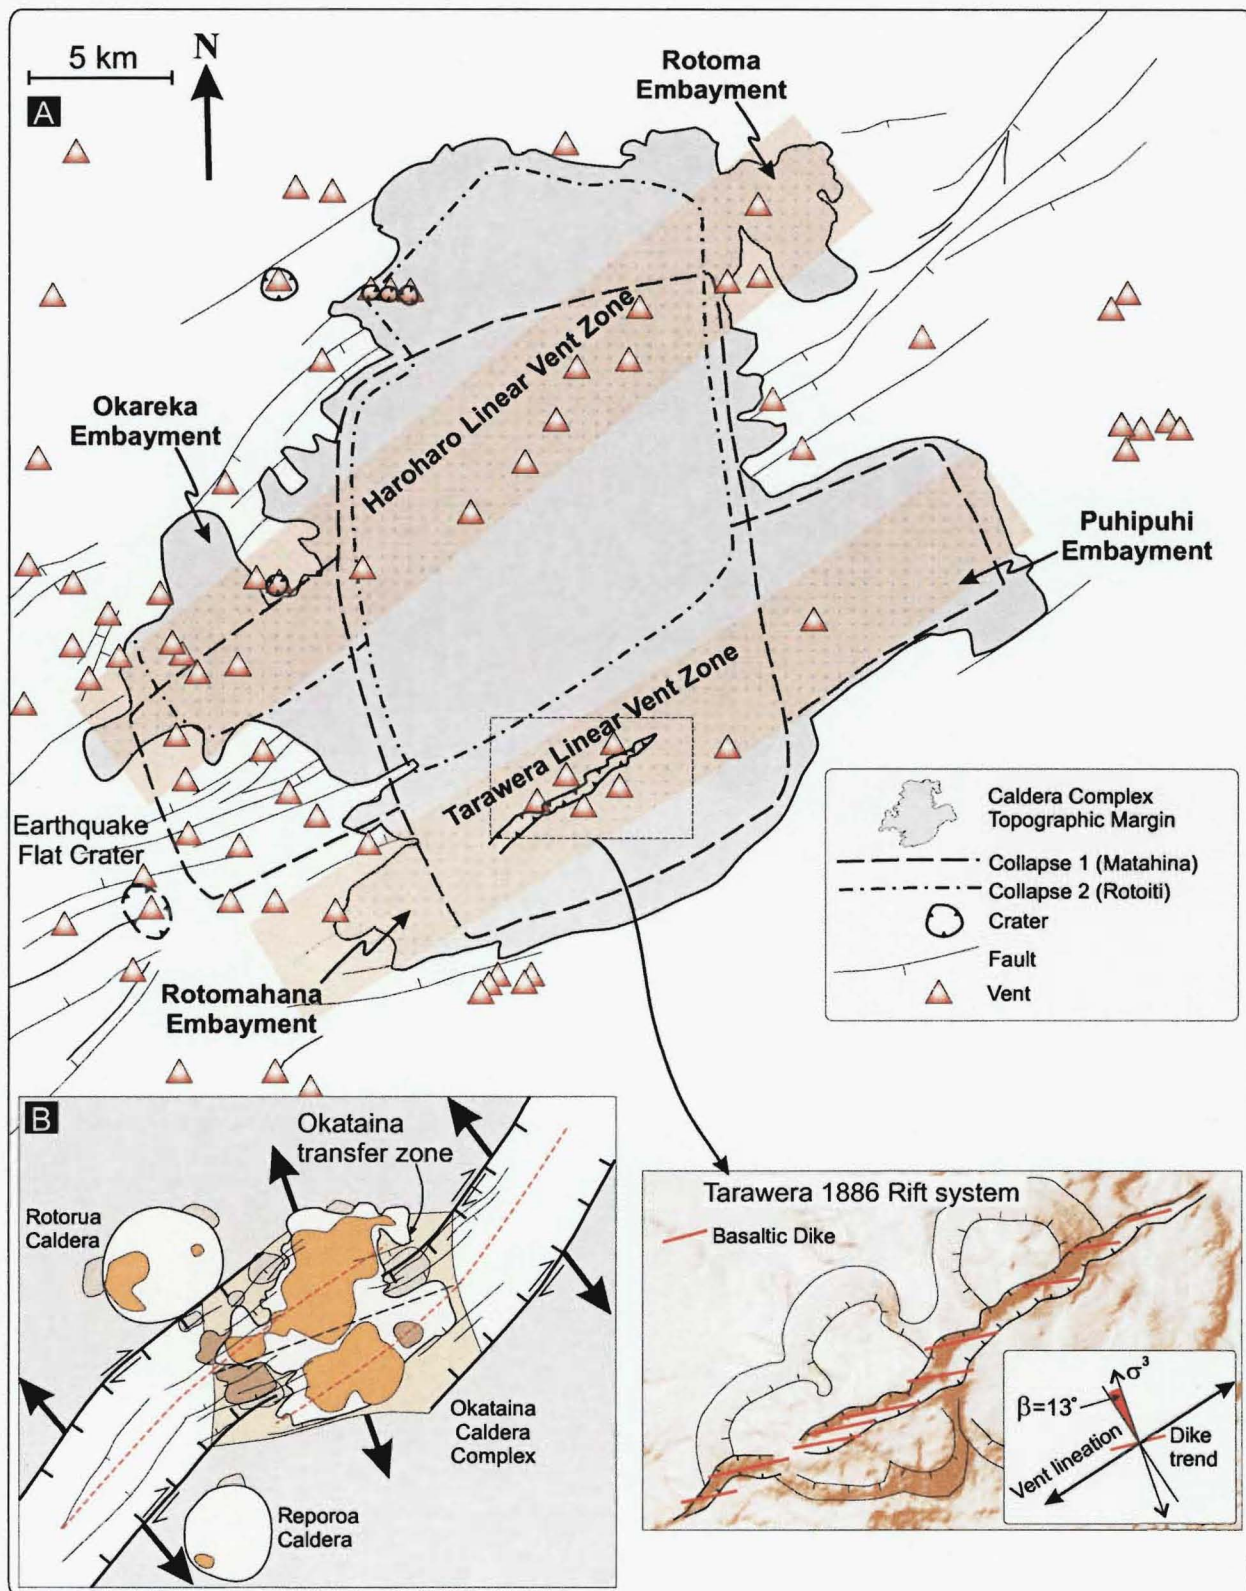 5 km
N
A
Rotoma
Embayment
Okareka
Embayment
Haroharo Linear Vent Zone
Puhipuhi
Embayment
Tarawera Linear Vent Zone
Earthquake
Flat Crater
Rotomahana
Embayment
Caldera Complex
Topographic Margin
Collapse 1 (Matahina)
Collapse 2 (Rotoiti)
Crater
Fault
Vent
B
Okataina
transfer zone
Rotorua
Caldera
Okataina
Caldera
Complex
Reporoa
Caldera
Tarawera 1886 Rift system
Basaltic Dike
σ³
β=13°
Vent lineation
Dike
trend